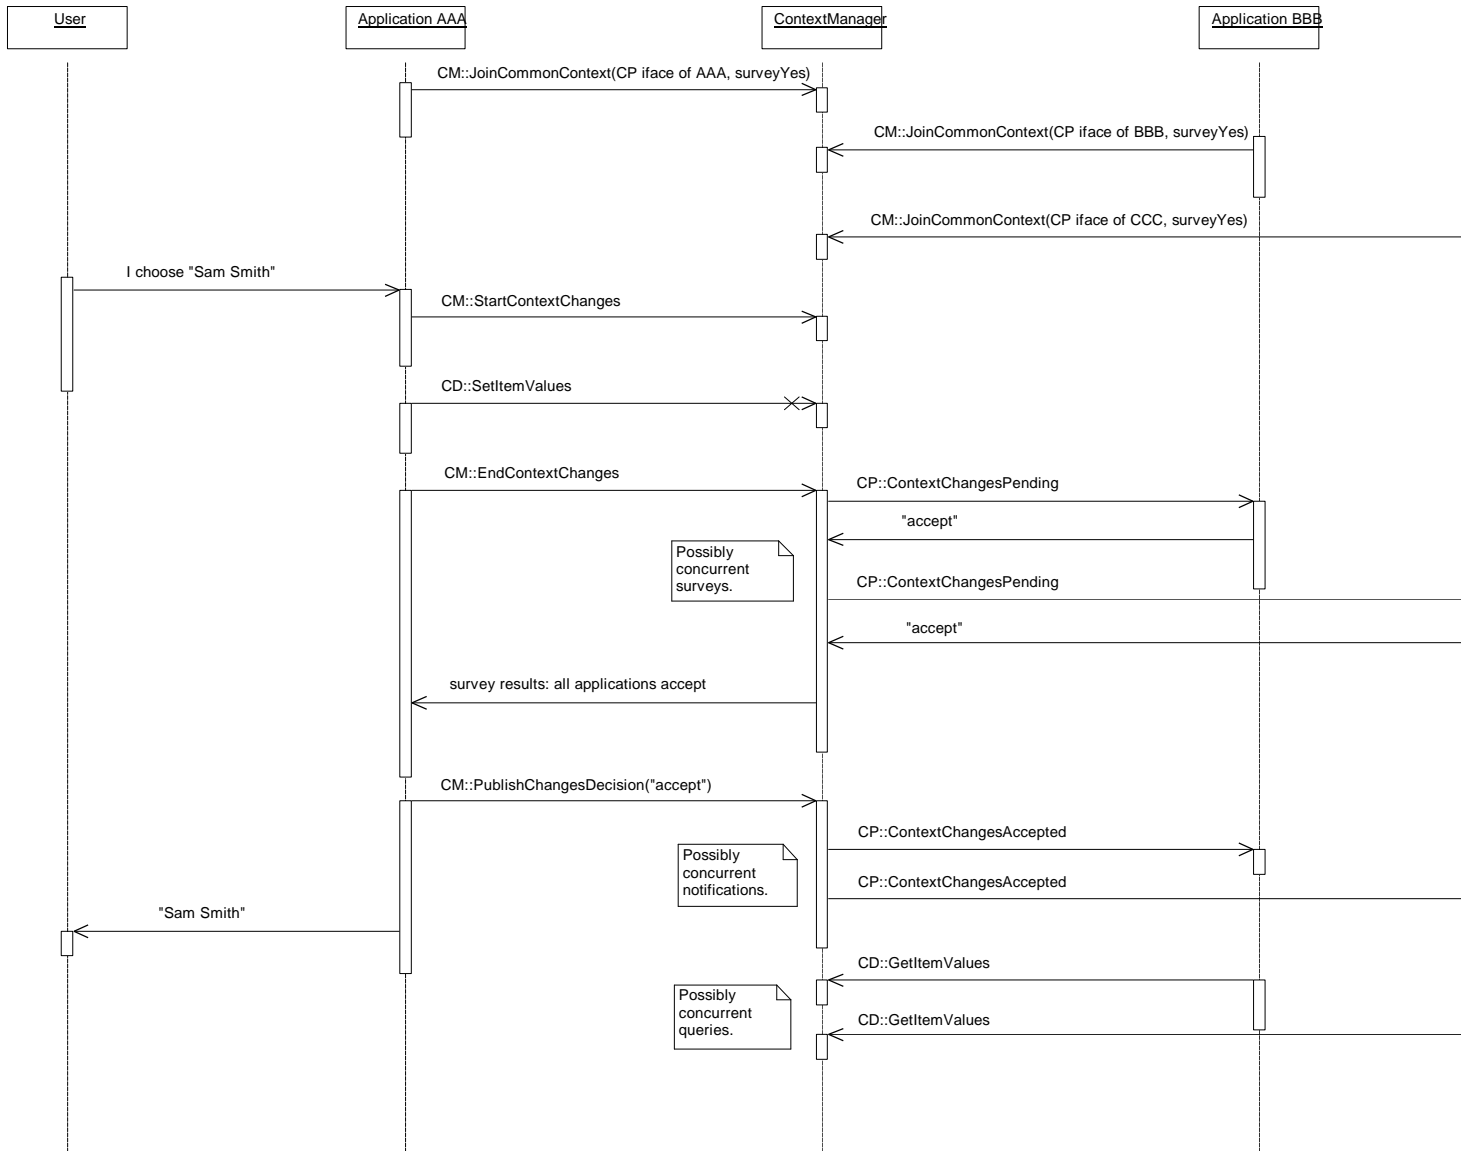 User
Application AAA
ContextManager
Application BBB
CM::JoinCommonContext(CP iface of AAA, surveyYes)
CM::JoinCommonContext(CP iface of BBB, surveyYes)
CM::JoinCommonContext(CP iface of CCC, surveyYes)
I choose "Sam Smith"
CM::StartContextChanges
CD::SetItemValues
CM::EndContextChanges
CP::ContextChangesPending
"accept"
Possibly
concurrent
surveys.
CP::ContextChangesPending
"accept"
survey results: all applications accept
CM::PublishChangesDecision("accept")
CP::ContextChangesAccepted
Possibly
concurrent
notifications.
CP::ContextChangesAccepted
"Sam Smith"
CD::GetItemValues
Possibly
concurrent
queries.
CD::GetItemValues